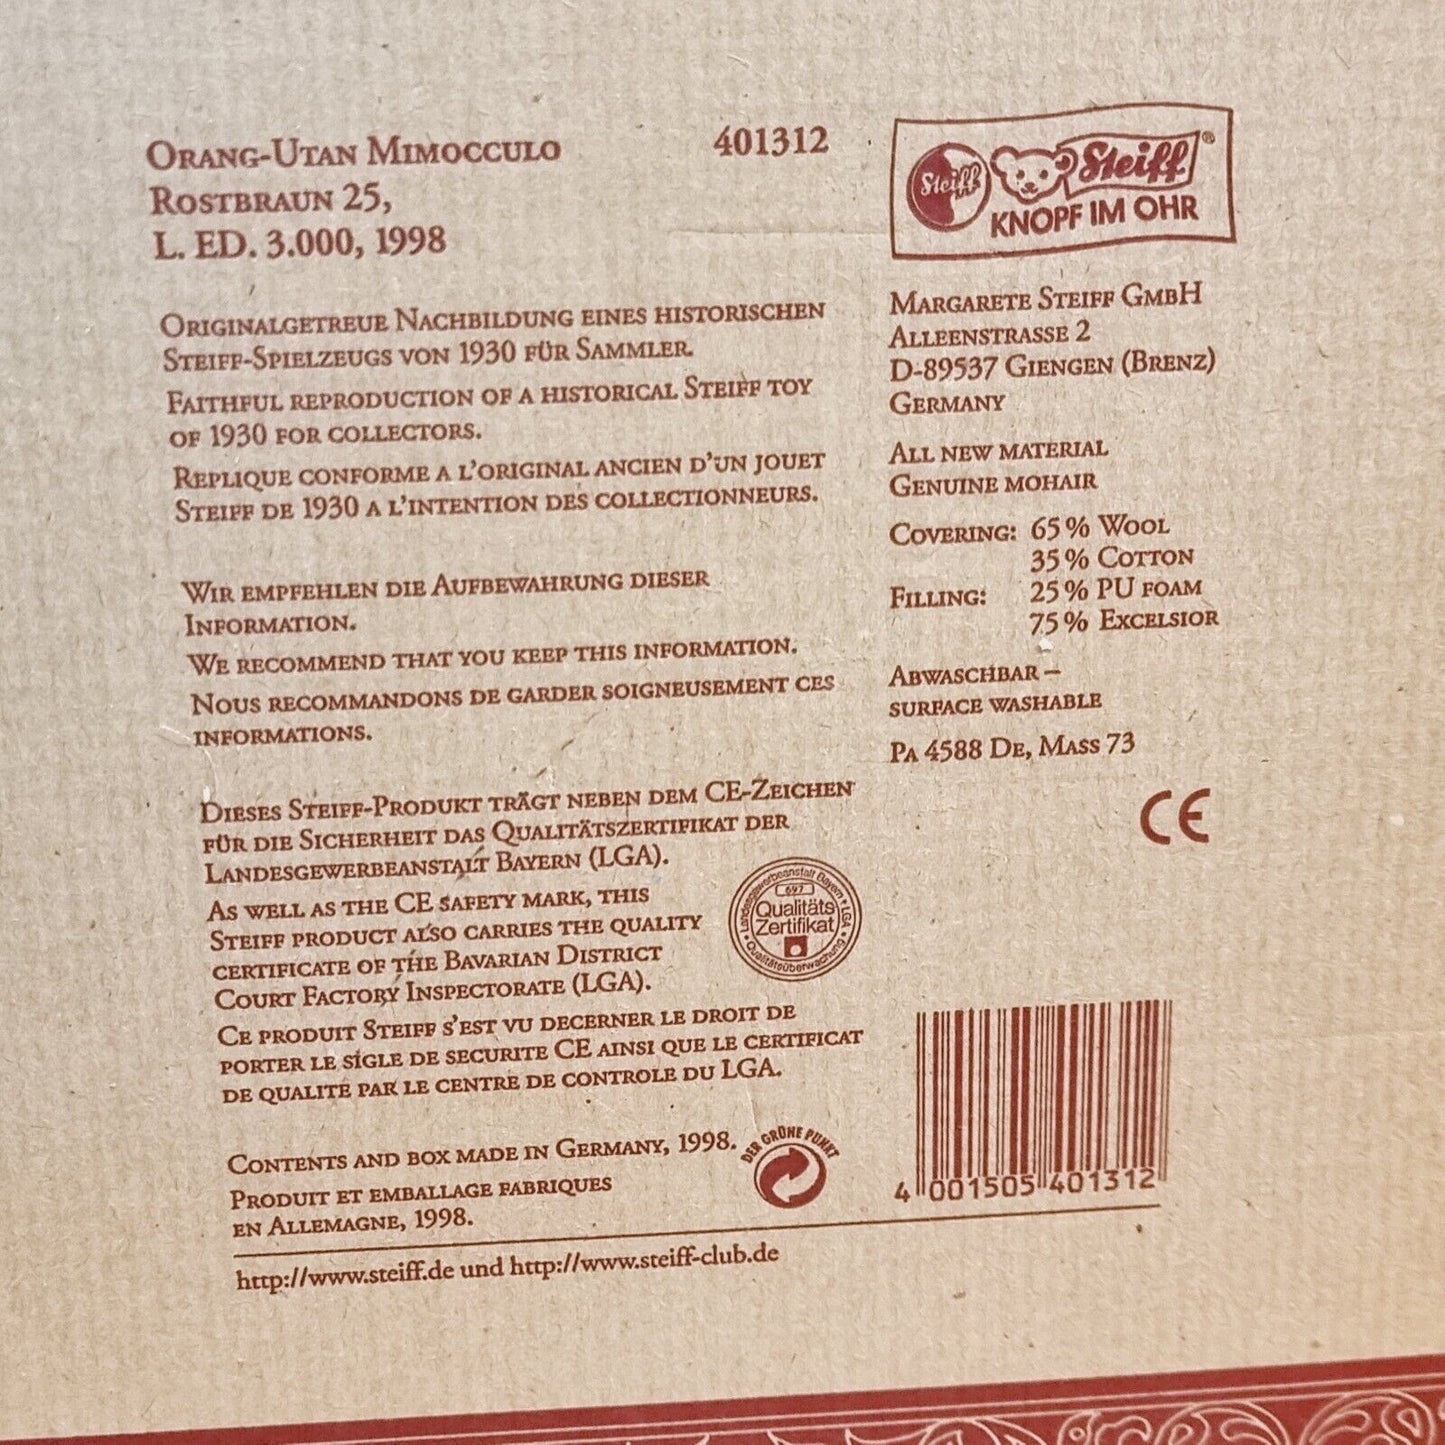 ORANG-UTAN MIMOCCULO 401312
ROSTBRAUN 25,
L. ED. 3.000, 1998
ORIGINALGETREUE NACHBILDUNG EINES HISTORISCHEN
STEIFF-SPIELZEUGS VON 1930 FÜR SAMMLER.
FAITHFUL REPRODUCTION OF A HISTORICAL STEIFF TOY
OF 1930 FOR COLLECTORS.
REPLIQUE CONFORME A L'ORIGINAL ANCIEN D'UN JOUET
STEIFF DE 1930 A L'INTENTION DES COLLECTIONNEURS.
WIR EMPFEHLEN DIE AUFBEWAHRUNG DIESER
INFORMATION.
WE RECOMMEND THAT YOU KEEP THIS INFORMATION.
NOUS RECOMMANDONS DE GARDER SOIGNEUSEMENT CES
INFORMATIONS.
DIESES STEIFF-PRODUKT TRÄGT NEBEN DEM CE-ZEICHEN
FÜR DIE SICHERHEIT DAS QUALITÄTSZERTIFIKAT DER
LANDESGEWERBEANSTALT BAYERN (LGA).
AS WELL AS THE CE SAFETY MARK, THIS
STEIFF PRODUCT ALSO CARRIES THE QUALITY
CERTIFICATE OF THE BAVARIAN DISTRICT
COURT FACTORY INSPECTORATE (LGA).
CE PRODUIT STEIFF S'EST VU DECERNER LE DROIT DE
PORTER LE SIGLE DE SECURITE CE AINSI QUE LE CERTIFICAT
DE QUALITE PAR LE CENTRE DE CONTROLE DU LGA.
Landesgewerbeanstalt Bayern • LGA
697
Qualitäts
Zertifikat
• Qualitätsüberwachung •
CONTENTS AND BOX MADE IN GERMANY, 1998.
PRODUIT ET EMBALLAGE FABRIQUES
EN ALLEMAGNE, 1998.
DER GRÜNE PUNKT
http://www.steiff.de und http://www.steiff-club.de
Steiff
Steiff®
KNOPF IM OHR
MARGARETE STEIFF GMBH
ALLEENSTRASSE 2
D-89537 GIENGEN (BRENZ)
GERMANY
ALL NEW MATERIAL
GENUINE MOHAIR
COVERING: 65 % WOOL
35 % COTTON
FILLING: 25 % PU FOAM
75 % EXCELSIOR
ABWASCHBAR –
SURFACE WASHABLE
PA 4588 DE, MASS 73
CE
4 001505 401312